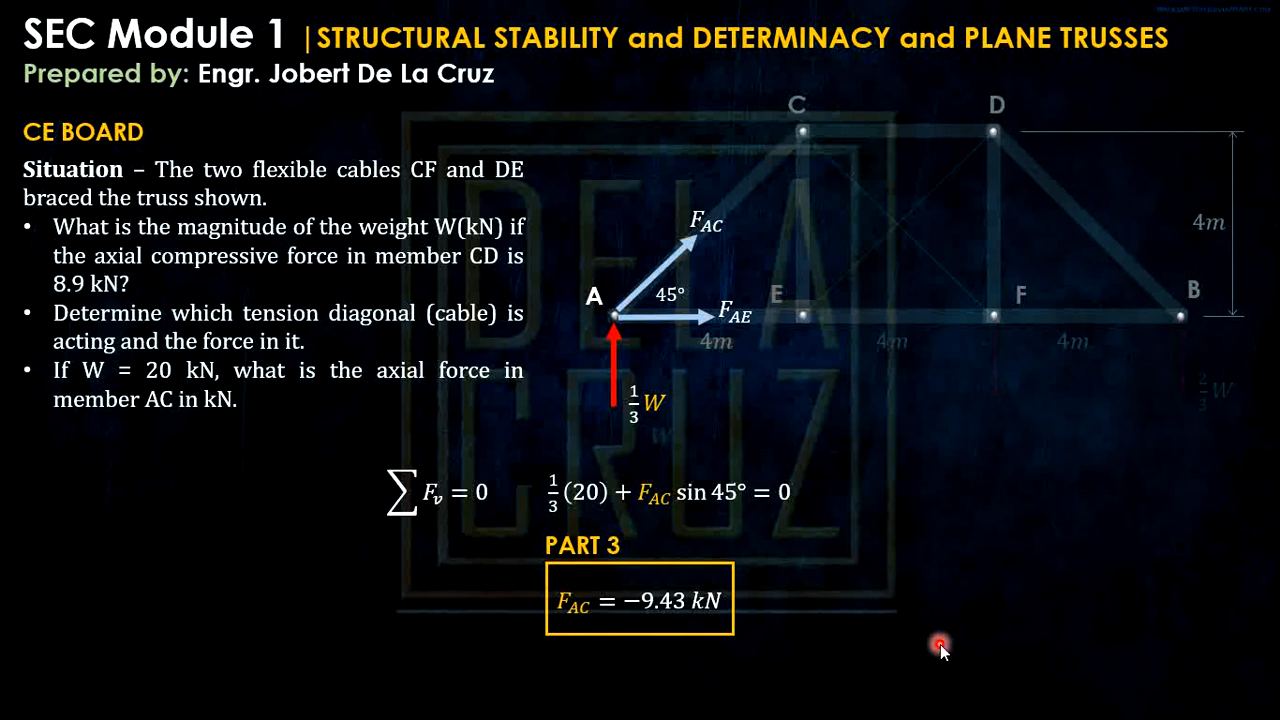 SEC Module 1 |STRUCTURAL STABILITY and DETERMINACY and PLANE TRUSSES
Prepared by: Engr. Jobert De La Cruz
CE BOARD
Situation – The two flexible cables CF and DE
braced the truss shown.
• What is the magnitude of the weight W(kN) if
the axial compressive force in member CD is
8.9 kN?
• Determine which tension diagonal (cable) is
acting and the force in it.
• If W = 20 kN, what is the axial force in
member AC in kN.
C
D
4m
F_AC
A
45°
E
F_AE
F
B
4m
4m
4m
1/3 W
2/3 W
W
DELA
CRUZ
∑ F_v = 0
1/3 (20) + F_AC sin 45° = 0
PART 3
F_AC = −9.43 kN